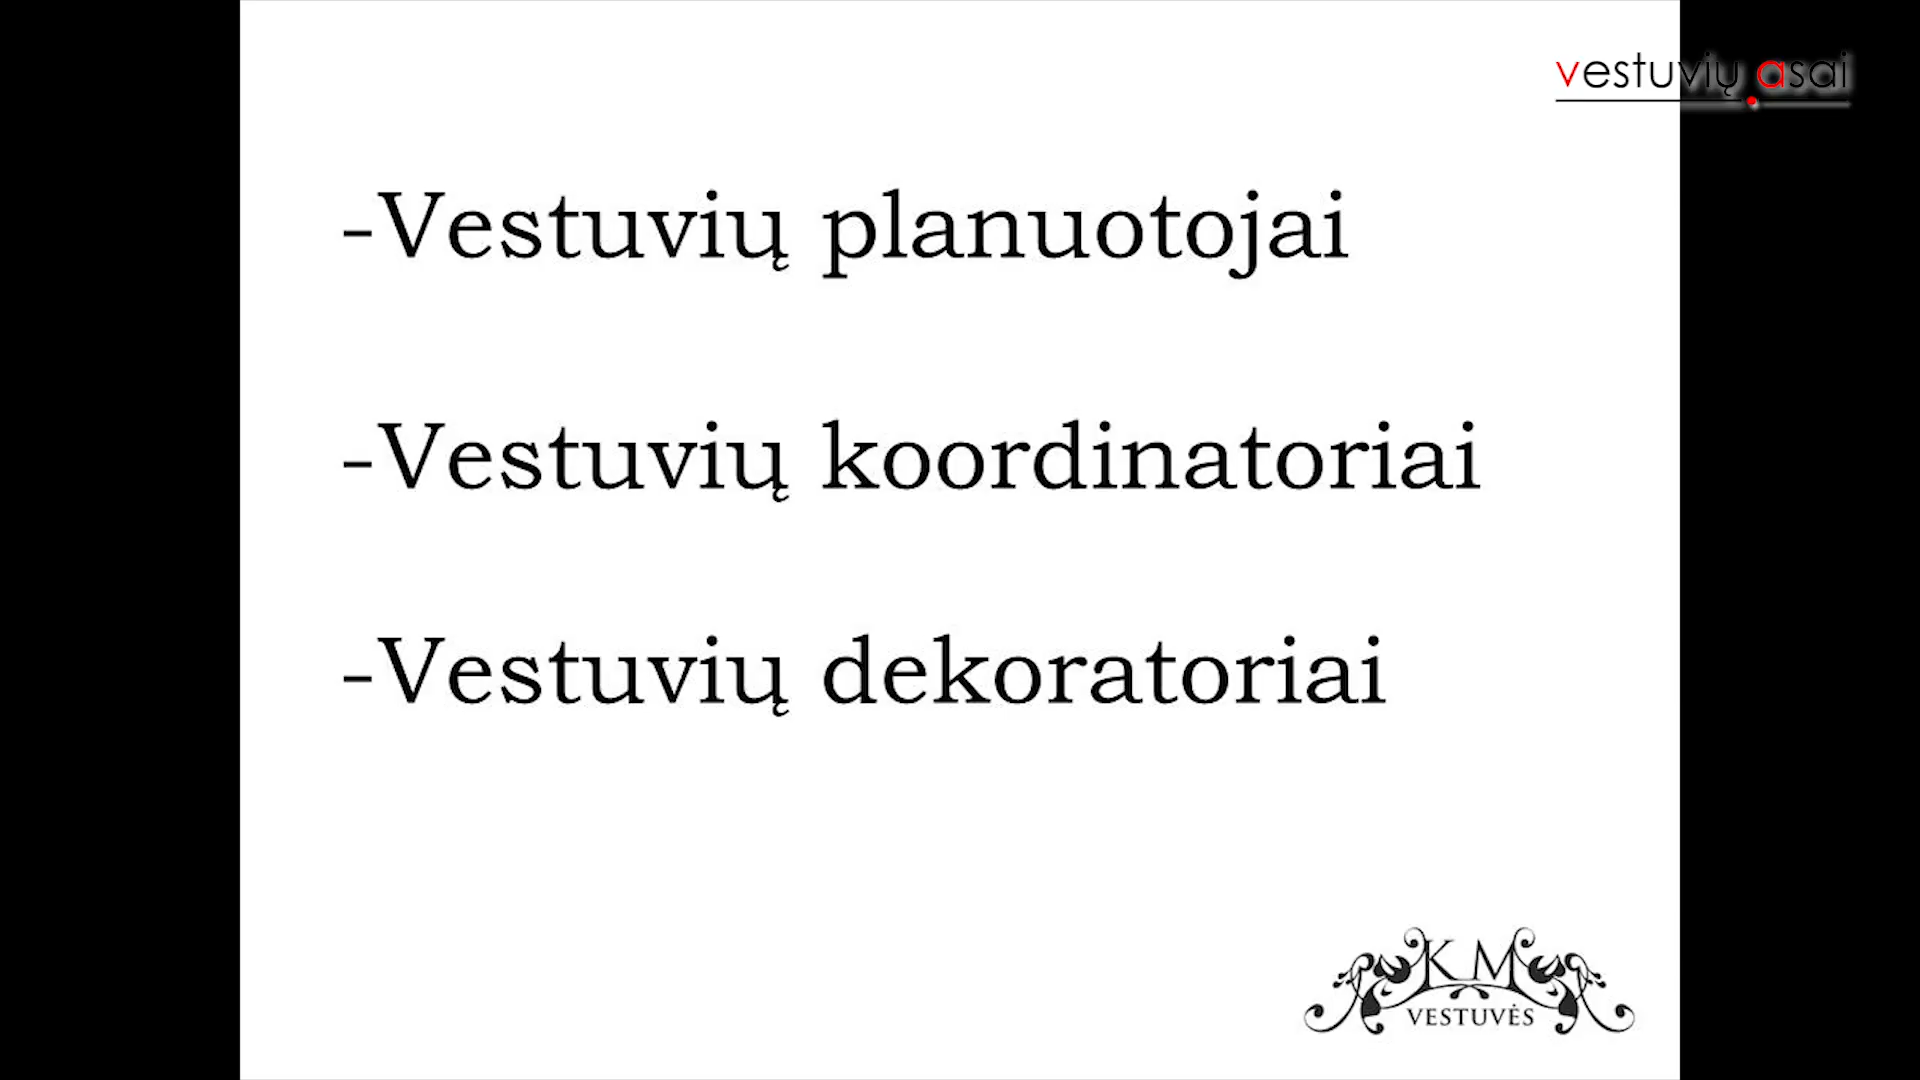 vestuvių asai
-Vestuvių planuotojai
-Vestuvių koordinatoriai
-Vestuvių dekoratoriai
KM
VESTUVĖS